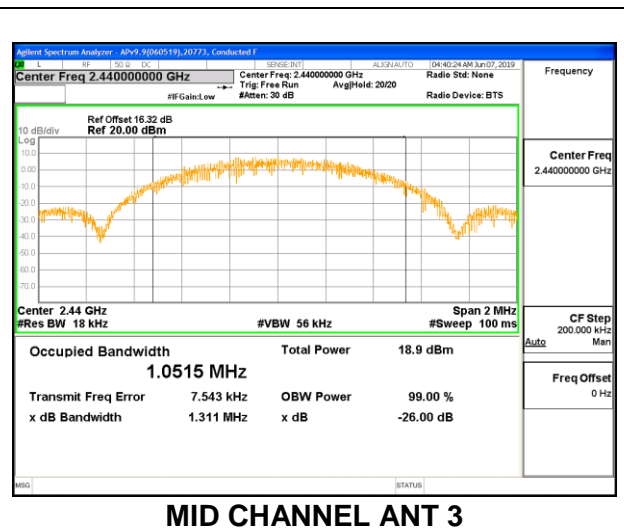 Agilent Spectrum Analyzer - APv9.9(060519),20773, Conducted F
L RF 50 Ω DC SENSE:INT ALIGN AUTO 04:40:24 AM Jun 07, 2019
Center Freq 2.440000000 GHz
Center Freq: 2.440000000 GHz
Radio Std: None
Trig: Free Run Avg|Hold: 20/20
#IFGain:Low #Atten: 30 dB Radio Device: BTS
Frequency
Ref Offset 16.32 dB
10 dB/div Ref 20.00 dBm
Log
10.0
0.00
-10.0
-20.0
-30.0
-40.0
-50.0
-60.0
-70.0
Center Freq
2.440000000 GHz
Center 2.44 GHz Span 2 MHz
#Res BW 18 kHz #VBW 56 kHz #Sweep 100 ms
CF Step
200.000 kHz
Auto Man
Occupied Bandwidth Total Power 18.9 dBm
1.0515 MHz
Transmit Freq Error 7.543 kHz OBW Power 99.00 %
x dB Bandwidth 1.311 MHz x dB -26.00 dB
Freq Offset
0 Hz
MSG STATUS
MID CHANNEL ANT 3